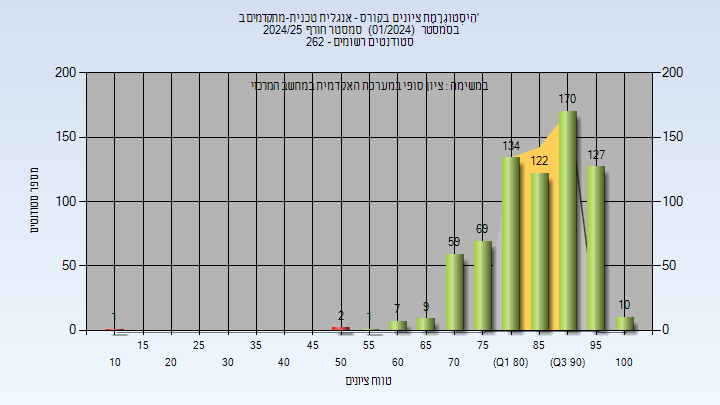 היסטוגרמת ציונים בקורס - אנגלית טכנית-מתקדמים ב'
בסמסטר (01/2024) סמסטר חורף 2024/25
סטודנטים רשומים - 262
במשימה : ציון סופי במערכת האקדמית במחשב המרכזי
מספר סטודנטים
200 200
150 150
100 100
50 50
0 0
1 2 1 7 9 59 69 134 122 170 127 10
15 25 35 45 55 65 75 85 95
10 20 30 40 50 60 70 (Q1 80) (Q3 90) 100
טווח ציונים